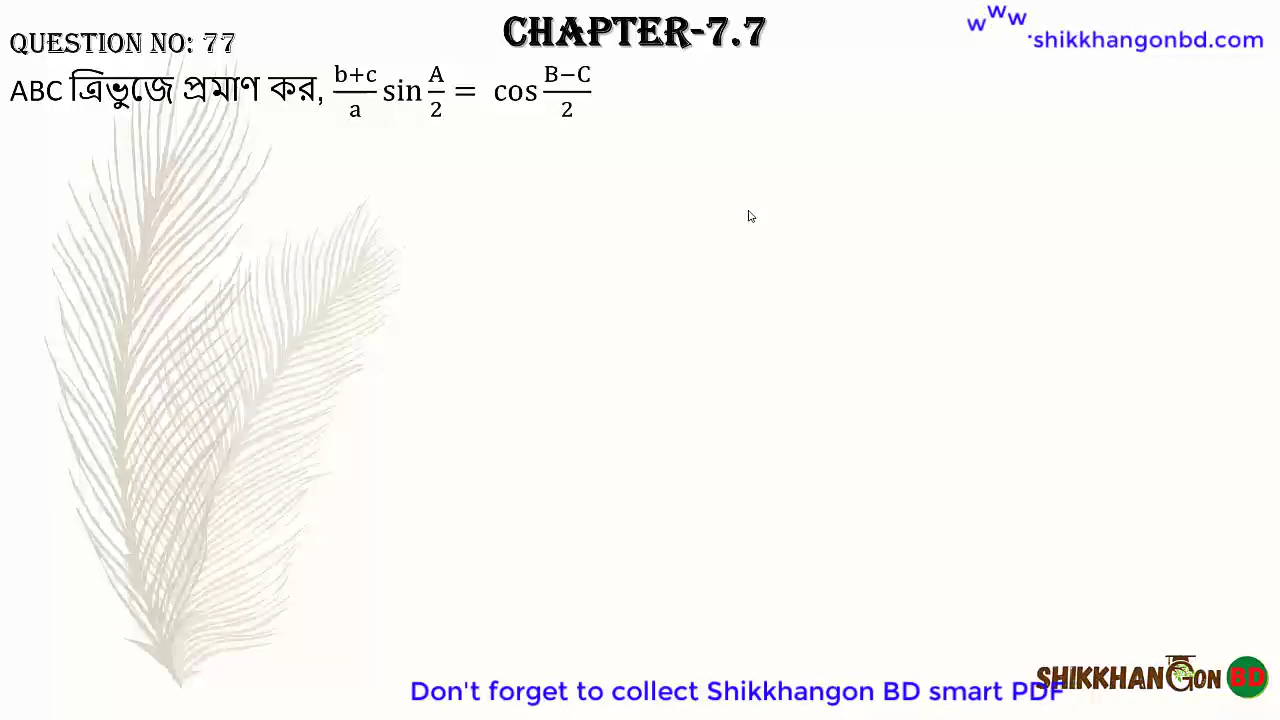 CHAPTER-7.7
www.shikkhangonbd.com
QUESTION NO: 77
ABC ত্রিভুজে প্রমাণ কর, b+c/a sin A/2 = cos B−C/2
Don't forget to collect Shikkhangon BD smart PDF
SHIKKHANGON BD